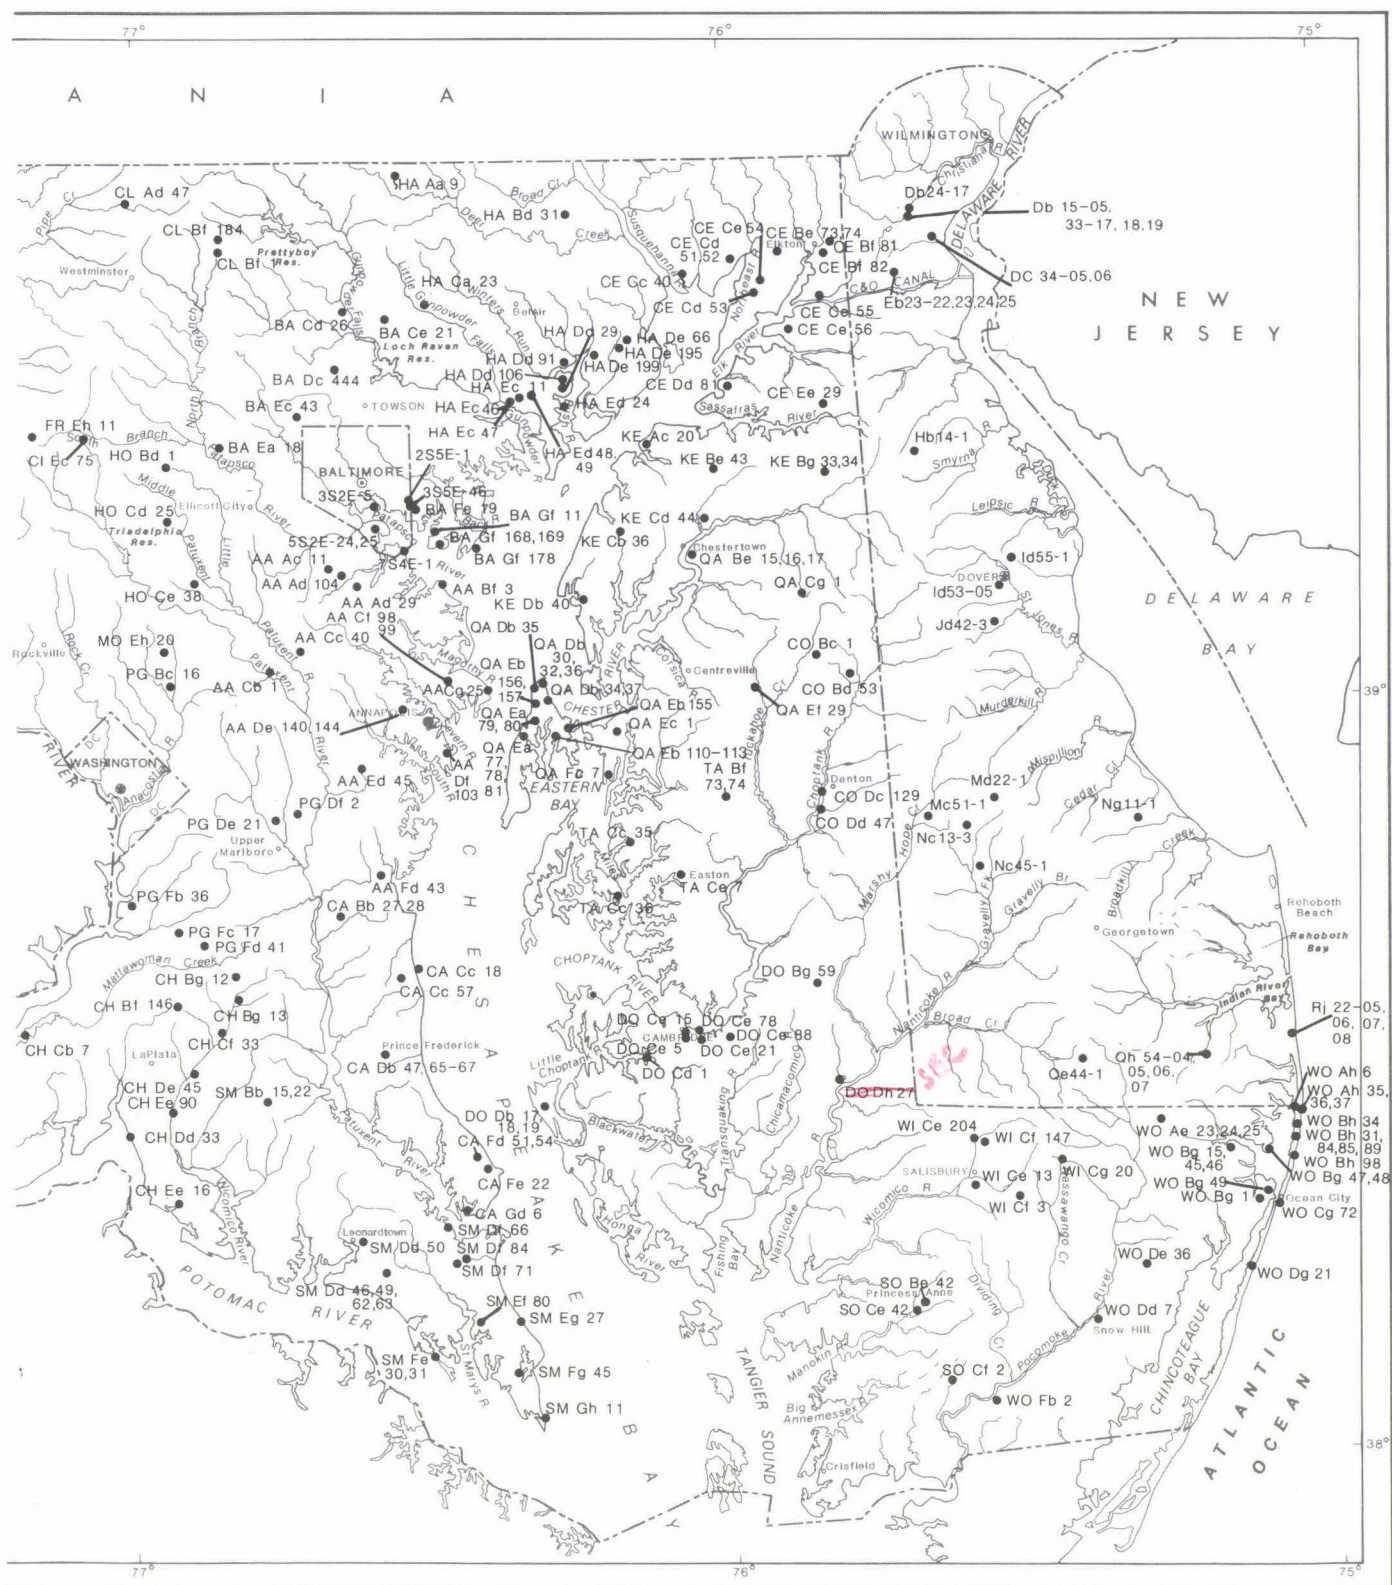 77°
76°
75°
A N I A
WILMINGTON
Christiana R
DELAWARE RIVER
HA Aa 9
CL Ad 47
Broad Cr
Pipe Cr
Db24-17
Db 15-05,
33-17, 18,19
HA Bd 31
Deer
Creek
Susquehanna
CL Bf 184
CL Bf 1
Prettyboy
Res.
CE Ce 54
CE Be 73,74
Elkton
CE Bf 81
CE Cd
51,52
CE Bf 82
CE Gc 40
CE Cd 53
Northeast R
C&O CANAL
DC 34-05,06
Eb23-22,23,24,25
Westminster
Gunpowder Falls
HA Ca 23
Little Gunpowder Falls
Winters Run
BelAir
NEW
JERSEY
BA Cd 26
BA Ce 21
Loch Raven
Res.
HA Dd 29
HA De 66
HA De 195
HA De 199
HA Dd 91
HA Dd 106
CE Ce 55
CE Ce 56
Elk River
North Branch
BA Dc 444
HA Ec 11
CE Dd 81
CE Ee 29
Sassafras River
BA Ec 43
TOWSON
HA Ec 46
HA Ec 47
HA Ed 24
Gunpowder R
HA Ed 48,
49
FR Eh 11
South Branch
CI Ec 75
BA Ea 18
Patapsco River
HO Bd 1
BALTIMORE
2S5E-1
KE Ac 20
KE Be 43
KE Bg 33,34
Hb14-1
Smyrna R
Duck
Middle
Patuxent
3S2E-5
3S5E-46
BA Fe 19
Back R
HO Cd 25
Ellicott City
Triadelphia
Res.
Little
Patuxent
Patapsco
River
BA Gf 11
BA Gf 168,169
BA Gf 178
KE Cd 44
KE Cb 36
Leipsic R
5S2E-24,25
7S4E-1
Chestertown
QA Be 15,16,17
AA Ac 11
AA Ad 104
AA Ad 29
AA Bf 3
Id55-1
DOVER
Id53-05
HO Ce 38
KE Db 40
QA Cg 1
DELAWARE
BAY
AA Cf 98,
99
QA Db 35
St Jones R
Jd42-3
AA Cc 40
Magothy R
QA Db
30,
32,36
CO Bc 1
MO Eh 20
Rockville
Rock Cr
PG Bc 16
AA Cb 1
Patuxent
River
AA Cg 25
QA Eb
156,
157
QA Db 34,37
CHESTER RIVER
Corsica R
Centreville
CO Bd 53
QA Ef 29
39°
Murderkill R
AA De 140,144
ANNAPOLIS
Severn R
South R
QA Ea
79, 80
QA Eb 155
QA Ec 1
QA Eb 110-113
QA Ea
77,
78,
81
Mispillion R
WASHINGTON
DC
RIVER
Anacostia R
DC
AA
Df
103
QA Fc 7
EASTERN
BAY
TA Bf
73,74
Tuckahoe Cr
Choptank R
Denton
AA Ed 45
CO Dc 129
CO Dd 47
Md22-1
Mc51-1
Nc13-3
Cedar Cr
Ng11-1
PG Df 2
PG De 21
Upper
Marlboro
Marshy Hope Cr
TA Cc 35
Miles
Easton
TA Ce 7
TA Cc 36
Nc45-1
Gravelly Br
Gravelly Fk
Broadkill Creek
AA Fd 43
CA Bb 27,28
PG Fb 36
Rehoboth
Beach
Rehoboth
Bay
Georgetown
PG Fc 17
PG Fd 41
Mattawoman Creek
CHESAPEAKE
BAY
CHOPTANK
RIVER
CA Cc 18
CA Cc 57
DO Bg 59
CH Bg 12
CH Bf 146
CH Bg 13
Nanticoke R
Broad Cr
Indian River
Bay
Rj 22-05,
06, 07,
08
CH Cb 7
CH Cf 33
LaPlata
DO Ce 15
DO Ce 78
CAMBRIDGE
DO Ce 88
DO Ce 5
DO Ce 21
DO Cd 1
Prince Frederick
CA Db 47, 65-67
Little
Choptank R
Qh 54-04,
05,06,
07
Qe44-1
CH De 45
CH Ee 90
SM Bb 15,22
Chicamacomico R
DO Dh 27
WO Ah 6
WO Ah 35,
36,37
DO Db 17,
18,19
Blackwater R
Transquaking R
CH Dd 33
Patuxent
River
CA Fd 51,54
WI Ce 204
WI Cf 147
WO Ae 23,24,25
WO Bh 34
WO Bh 31,
84,85, 89
WO Bg 15,
45,46
WO Bh 98
WO Bg 47,48
CH Ee 16
Wicomico River
CA Fe 22
SALISBURY
WI Ce 13
WI Cg 20
WO Bg 49
WO Bg 1
Ocean City
WO Cg 72
CA Gd 6
WI Cf 3
Nassawango Cr
Wicomico R
Nanticoke R
Honga
River
Fishing
Bay
SM Df 66
Leonardtown
SM Dd 50
SM Df 84
SM Df 71
WO De 36
WO Dg 21
POTOMAC
RIVER
SM Dd 46,49,
62,63
SO Be 42
Princess Anne
SO Ce 42
Dividing Cr
SM Ef 80
SM Eg 27
Pocomoke River
WO Dd 7
Snow Hill
SM Fe
30,31
St Marys R
SM Fg 45
Manokin R
SO Cf 2
TANGIER
SOUND
CHINCOTEAGUE
BAY
SM Gh 11
Big
Annemessex R
WO Fb 2
ATLANTIC
OCEAN
38°
Crisfield
77°
76°
75°